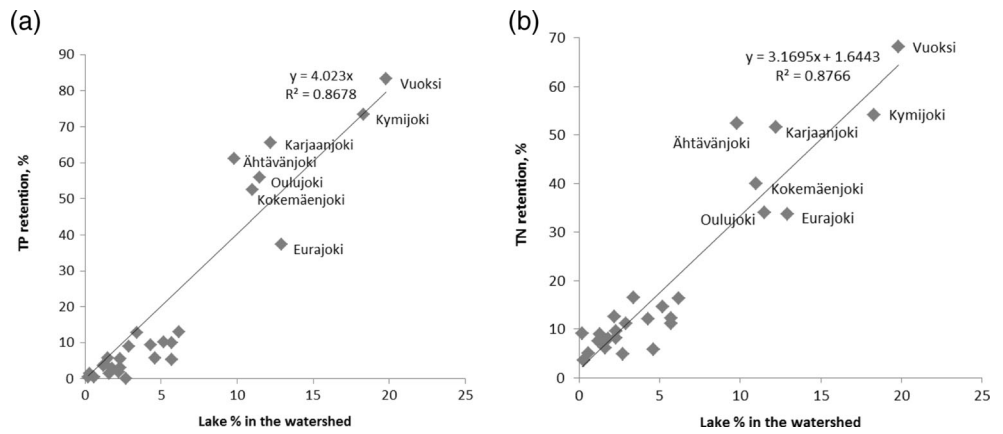 (a)
90
80
70
60
50
40
30
20
10
0
TP retention, %
y = 4.023x
R² = 0.8678
Vuoksi
Kymijoki
Karjaanjoki
Ähtävänjoki
Oulujoki
Kokemäenjoki
Eurajoki
0 5 10 15 20 25
Lake % in the watershed
(b)
70
60
50
40
30
20
10
0
TN retention, %
y = 3.1695x + 1.6443
R² = 0.8766
Vuoksi
Kymijoki
Karjaanjoki
Ähtävänjoki
Kokemäenjoki
Oulujoki
Eurajoki
0 5 10 15 20 25
Lake % in the watershed